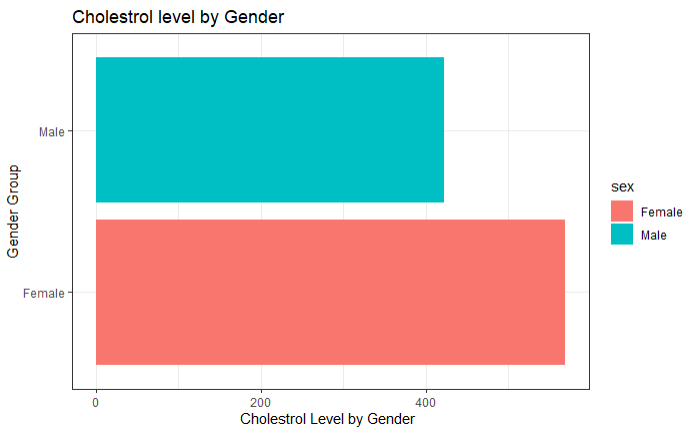 Cholestrol level by Gender
Gender Group
Male
Female
0
200
400
Cholestrol Level by Gender
sex
Female
Male